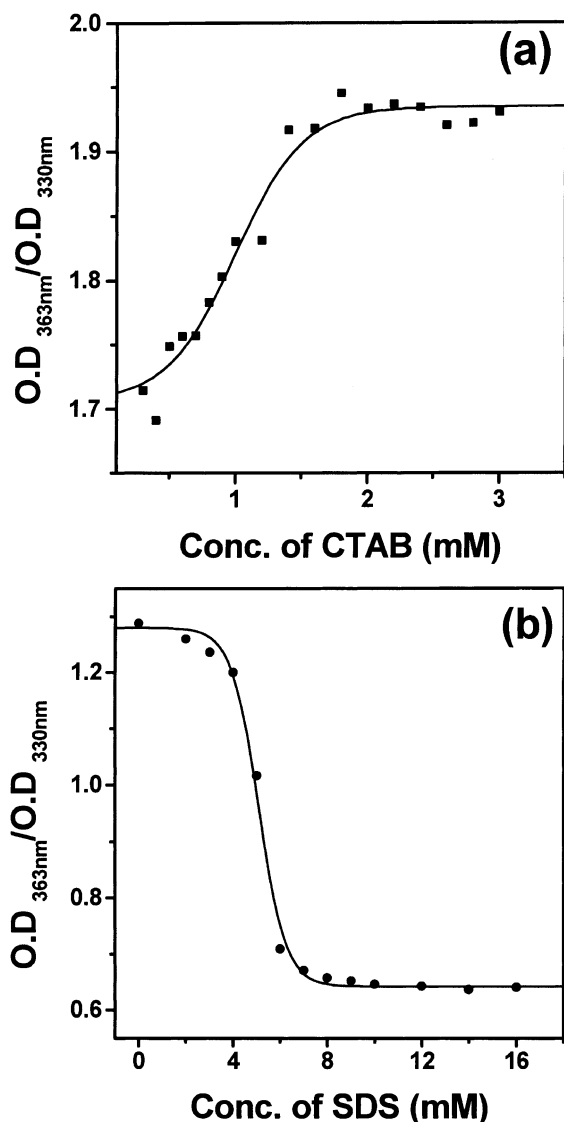 (a)
2.0
1.9
1.8
1.7
O.D 363nm/O.D 330nm
1 2 3
Conc. of CTAB (mM)
(b)
1.2
1.0
0.8
0.6
O.D 363nm/O.D 330nm
0 4 8 12 16
Conc. of SDS (mM)